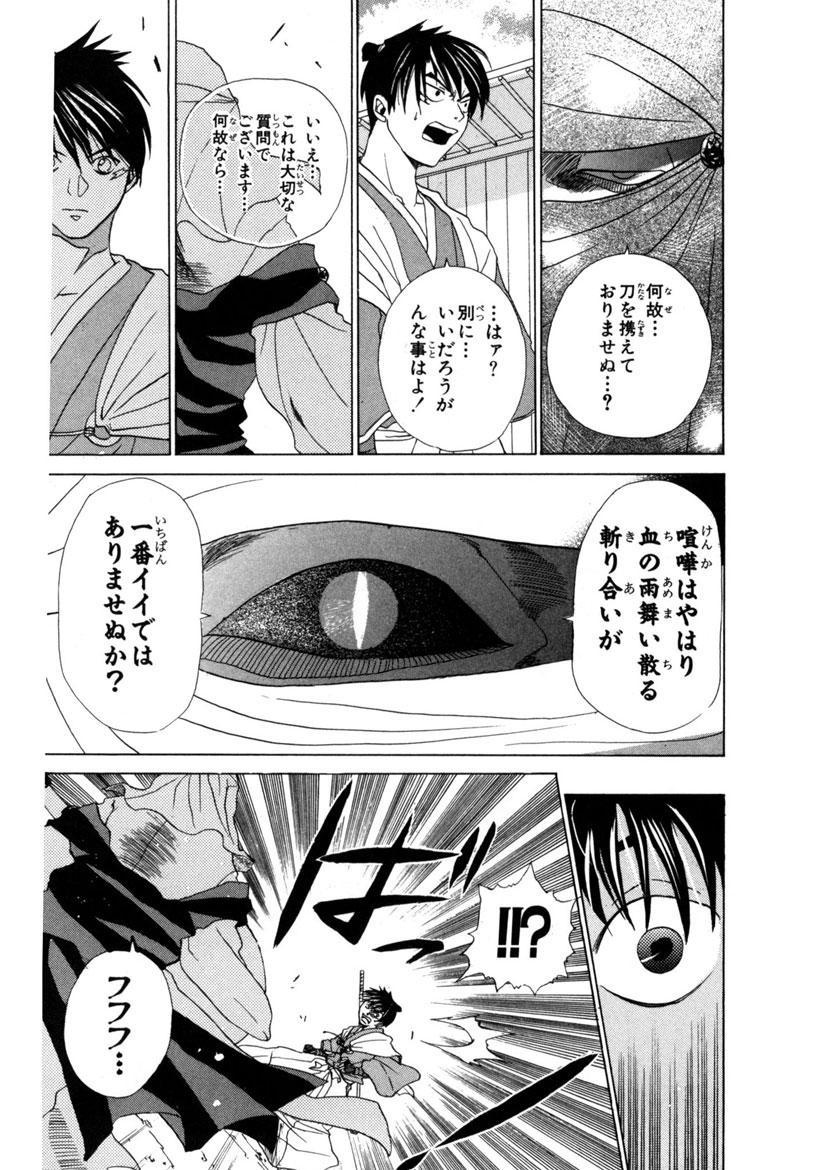 何故…
刀を携えて
おりませぬ…？
…はァ？
別に…
いいだろうが
んな事はよ！
いいえ…
これは大切な
質問で
ございます…
何故なら…
喧嘩はやはり
血の雨舞い散る
斬り合いが
一番イイでは
ありませぬか？
!!?
ばっ
フフフ…